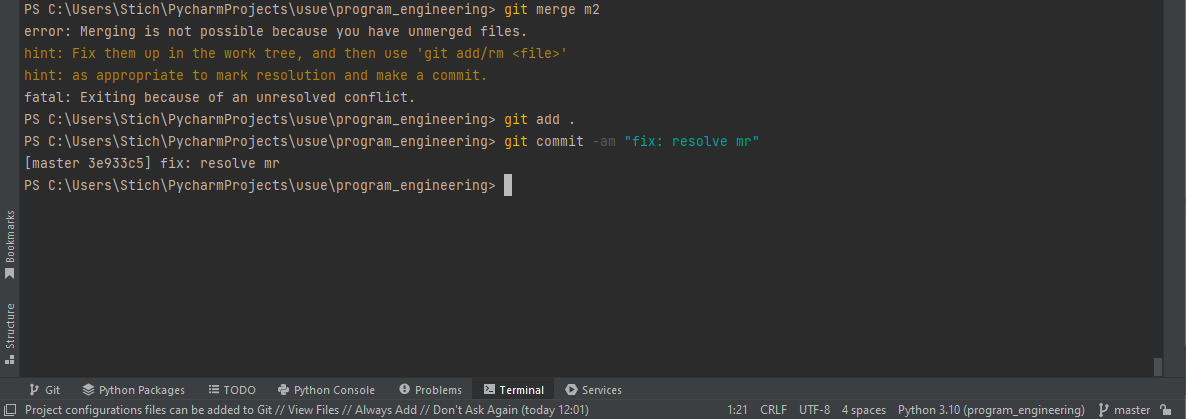 PS C:\Users\Stich\PycharmProjects\usue\program_engineering> git merge m2
error: Merging is not possible because you have unmerged files.
hint: Fix them up in the work tree, and then use 'git add/rm <file>'
hint: as appropriate to mark resolution and make a commit.
fatal: Exiting because of an unresolved conflict.
PS C:\Users\Stich\PycharmProjects\usue\program_engineering> git add .
PS C:\Users\Stich\PycharmProjects\usue\program_engineering> git commit -am "fix: resolve mr"
[master 3e933c5] fix: resolve mr
PS C:\Users\Stich\PycharmProjects\usue\program_engineering>
Bookmarks
Structure
Git Python Packages TODO Python Console Problems Terminal Services
Project configurations files can be added to Git // View Files // Always Add // Don't Ask Again (today 12:01) 1:21 CRLF UTF-8 4 spaces Python 3.10 (program_engineering) master